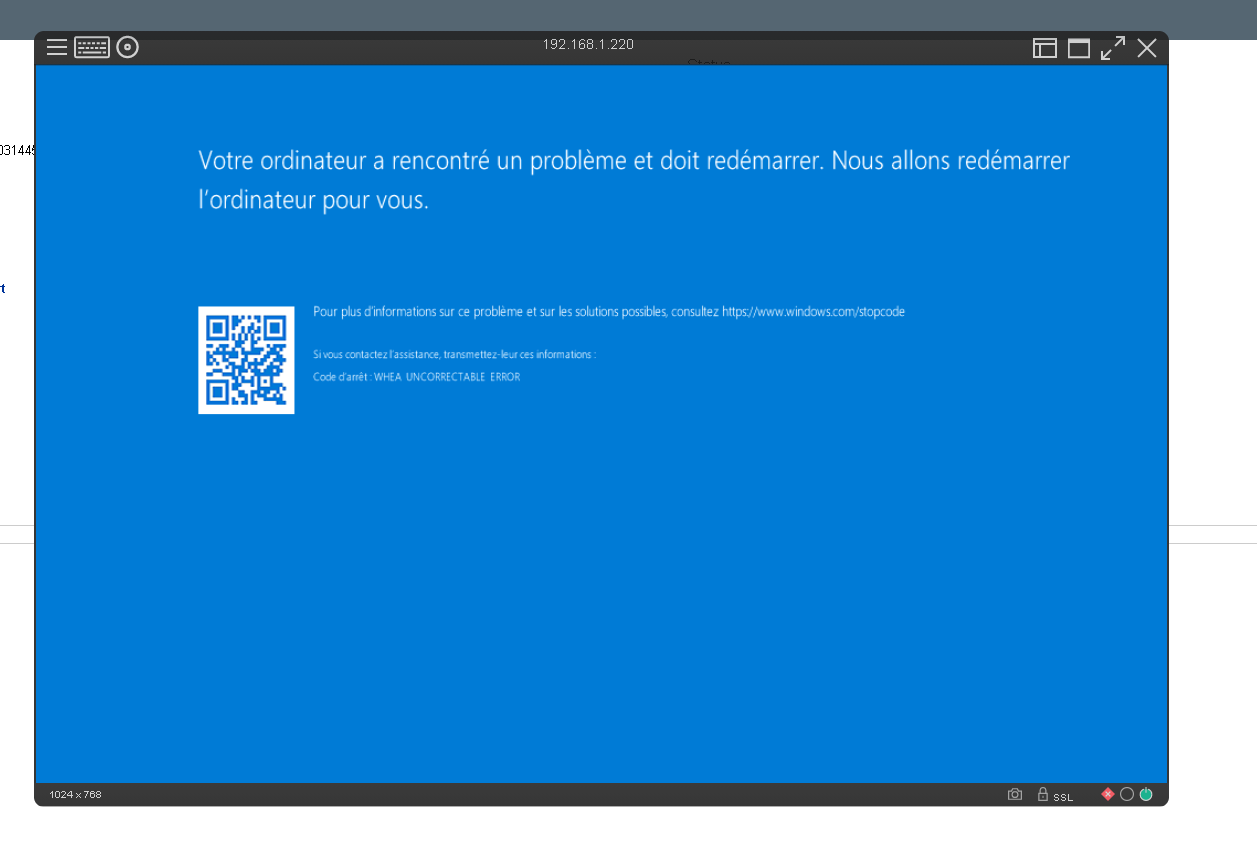 192.168.1.220
Status
031445
rt
Votre ordinateur a rencontré un problème et doit redémarrer. Nous allons redémarrer
l'ordinateur pour vous.
Pour plus d'informations sur ce problème et sur les solutions possibles, consultez https://www.windows.com/stopcode
Si vous contactez l'assistance, transmettez-leur ces informations :
Code d'arrêt : WHEA UNCORRECTABLE ERROR
1024 x 768
SSL